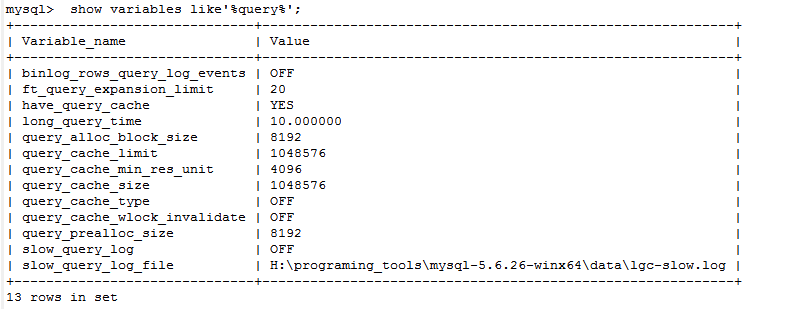 mysql>  show variables like'%query%';
+------------------------------+----------------------------------------------------------+
| Variable_name                | Value                                                    |
+------------------------------+----------------------------------------------------------+
| binlog_rows_query_log_events | OFF                                                      |
| ft_query_expansion_limit     | 20                                                       |
| have_query_cache             | YES                                                      |
| long_query_time              | 10.000000                                                |
| query_alloc_block_size       | 8192                                                     |
| query_cache_limit            | 1048576                                                  |
| query_cache_min_res_unit     | 4096                                                     |
| query_cache_size             | 1048576                                                  |
| query_cache_type             | OFF                                                      |
| query_cache_wlock_invalidate | OFF                                                      |
| query_prealloc_size          | 8192                                                     |
| slow_query_log               | OFF                                                      |
| slow_query_log_file          | H:\programing_tools\mysql-5.6.26-winx64\data\lgc-slow.log |
+------------------------------+----------------------------------------------------------+
13 rows in set